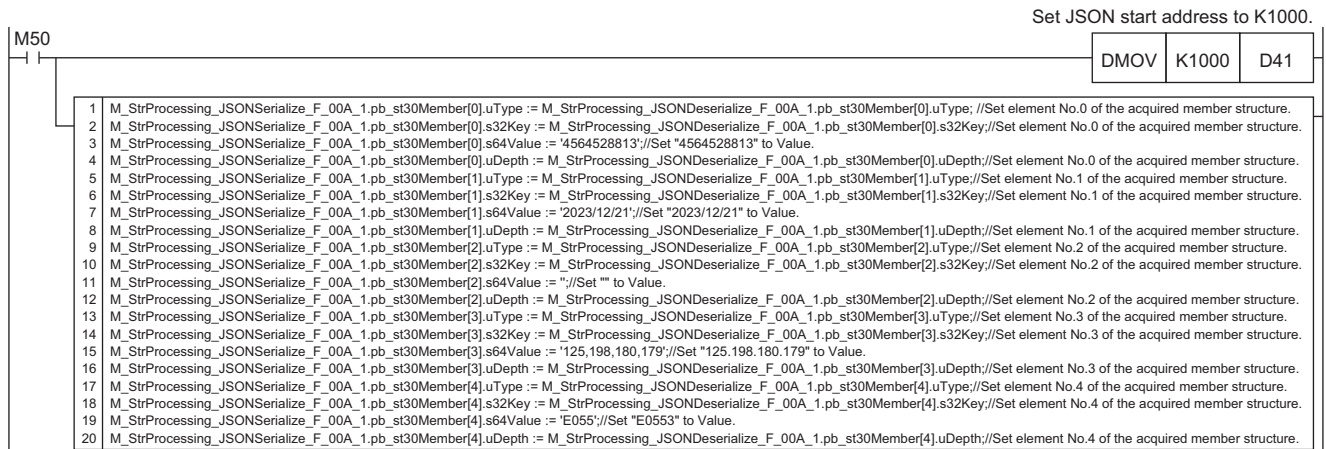 Set JSON start address to K1000.
M50
DMOV K1000 D41
1 M_StrProcessing_JSONSerialize_F_00A_1.pb_st30Member[0].uType := M_StrProcessing_JSONDeserialize_F_00A_1.pb_st30Member[0].uType; //Set element No.0 of the acquired member structure.
2 M_StrProcessing_JSONSerialize_F_00A_1.pb_st30Member[0].s32Key := M_StrProcessing_JSONDeserialize_F_00A_1.pb_st30Member[0].s32Key;//Set element No.0 of the acquired member structure.
3 M_StrProcessing_JSONSerialize_F_00A_1.pb_st30Member[0].s64Value := '4564528813';//Set "4564528813" to Value.
4 M_StrProcessing_JSONSerialize_F_00A_1.pb_st30Member[0].uDepth := M_StrProcessing_JSONDeserialize_F_00A_1.pb_st30Member[0].uDepth;//Set element No.0 of the acquired member structure.
5 M_StrProcessing_JSONSerialize_F_00A_1.pb_st30Member[1].uType := M_StrProcessing_JSONDeserialize_F_00A_1.pb_st30Member[1].uType;//Set element No.1 of the acquired member structure.
6 M_StrProcessing_JSONSerialize_F_00A_1.pb_st30Member[1].s32Key := M_StrProcessing_JSONDeserialize_F_00A_1.pb_st30Member[1].s32Key;//Set element No.1 of the acquired member structure.
7 M_StrProcessing_JSONSerialize_F_00A_1.pb_st30Member[1].s64Value := '2023/12/21';//Set "2023/12/21" to Value.
8 M_StrProcessing_JSONSerialize_F_00A_1.pb_st30Member[1].uDepth := M_StrProcessing_JSONDeserialize_F_00A_1.pb_st30Member[1].uDepth;//Set element No.1 of the acquired member structure.
9 M_StrProcessing_JSONSerialize_F_00A_1.pb_st30Member[2].uType := M_StrProcessing_JSONDeserialize_F_00A_1.pb_st30Member[2].uType;//Set element No.2 of the acquired member structure.
10 M_StrProcessing_JSONSerialize_F_00A_1.pb_st30Member[2].s32Key := M_StrProcessing_JSONDeserialize_F_00A_1.pb_st30Member[2].s32Key;//Set element No.2 of the acquired member structure.
11 M_StrProcessing_JSONSerialize_F_00A_1.pb_st30Member[2].s64Value := '';//Set "" to Value.
12 M_StrProcessing_JSONSerialize_F_00A_1.pb_st30Member[2].uDepth := M_StrProcessing_JSONDeserialize_F_00A_1.pb_st30Member[2].uDepth;//Set element No.2 of the acquired member structure.
13 M_StrProcessing_JSONSerialize_F_00A_1.pb_st30Member[3].uType := M_StrProcessing_JSONDeserialize_F_00A_1.pb_st30Member[3].uType;//Set element No.3 of the acquired member structure.
14 M_StrProcessing_JSONSerialize_F_00A_1.pb_st30Member[3].s32Key := M_StrProcessing_JSONDeserialize_F_00A_1.pb_st30Member[3].s32Key;//Set element No.3 of the acquired member structure.
15 M_StrProcessing_JSONSerialize_F_00A_1.pb_st30Member[3].s64Value := '125,198,180,179';//Set "125.198.180.179" to Value.
16 M_StrProcessing_JSONSerialize_F_00A_1.pb_st30Member[3].uDepth := M_StrProcessing_JSONDeserialize_F_00A_1.pb_st30Member[3].uDepth;//Set element No.3 of the acquired member structure.
17 M_StrProcessing_JSONSerialize_F_00A_1.pb_st30Member[4].uType := M_StrProcessing_JSONDeserialize_F_00A_1.pb_st30Member[4].uType;//Set element No.4 of the acquired member structure.
18 M_StrProcessing_JSONSerialize_F_00A_1.pb_st30Member[4].s32Key := M_StrProcessing_JSONDeserialize_F_00A_1.pb_st30Member[4].s32Key;//Set element No.4 of the acquired member structure.
19 M_StrProcessing_JSONSerialize_F_00A_1.pb_st30Member[4].s64Value := 'E055';//Set "E0553" to Value.
20 M_StrProcessing_JSONSerialize_F_00A_1.pb_st30Member[4].uDepth := M_StrProcessing_JSONDeserialize_F_00A_1.pb_st30Member[4].uDepth;//Set element No.4 of the acquired member structure.